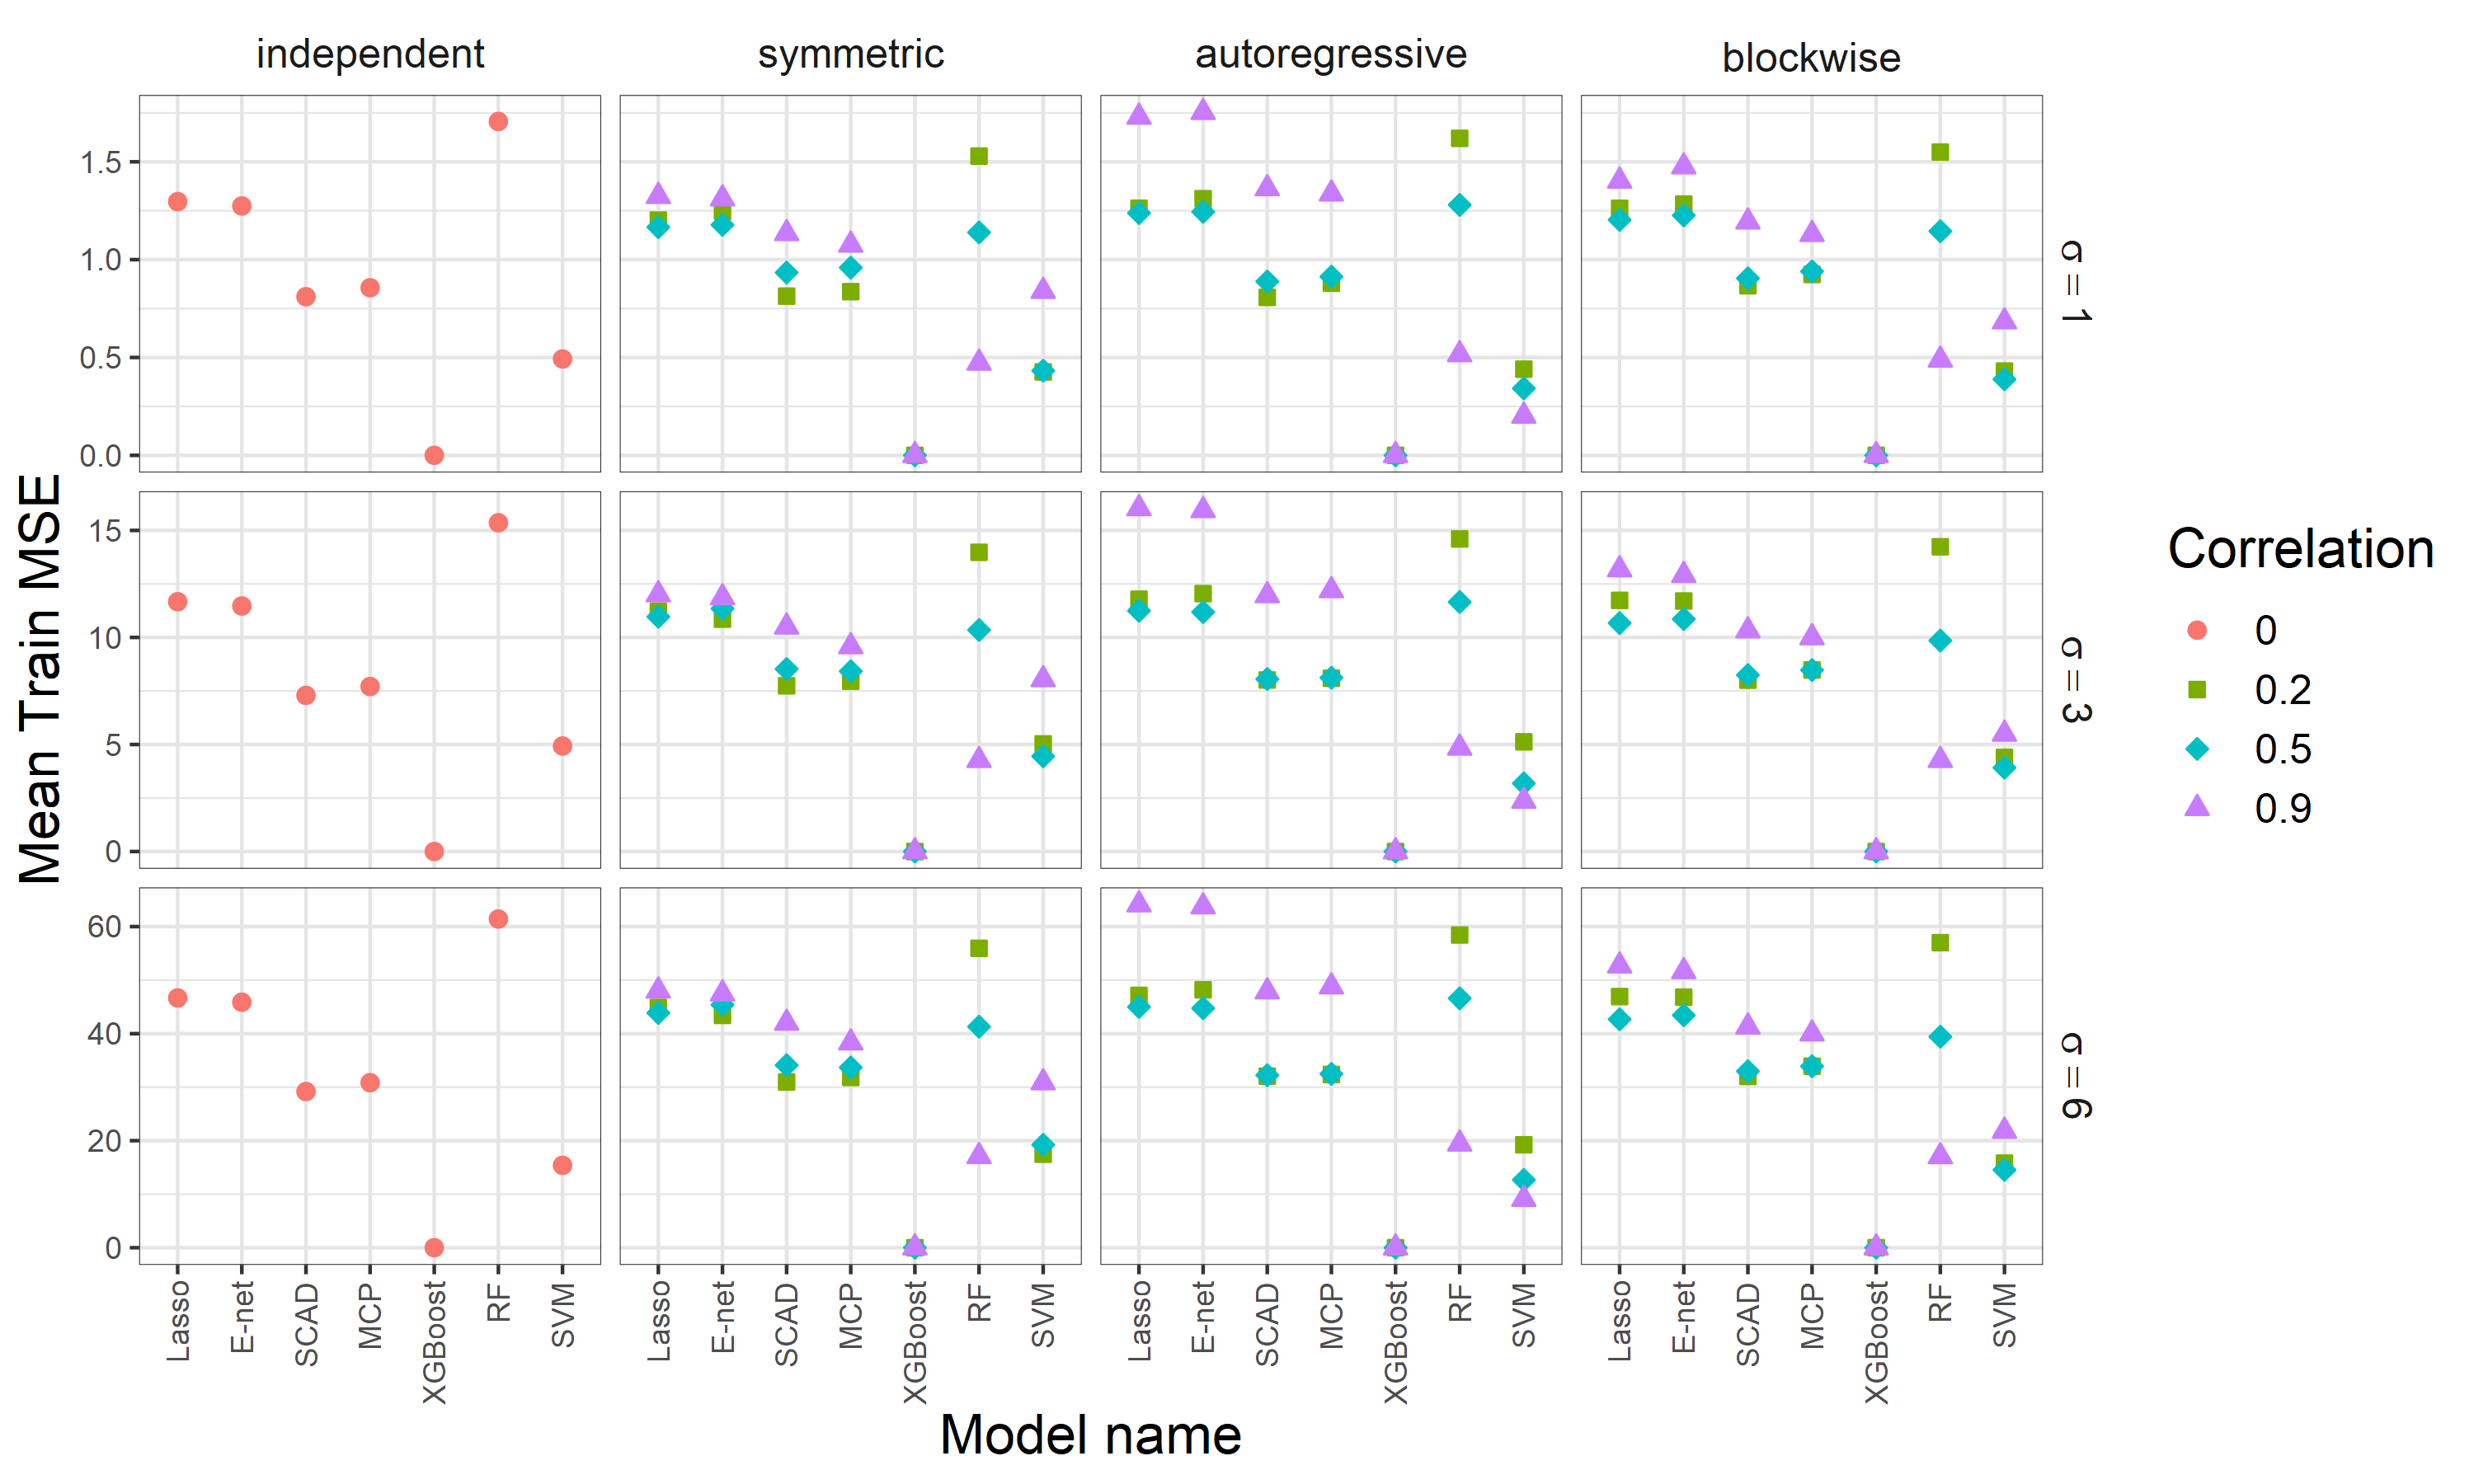 independent
symmetric
autoregressive
blockwise
Mean Train MSE
1.5
1.0
0.5
0.0
σ = 1
15
10
5
0
σ = 3
60
40
20
0
σ = 6
Lasso
E-net
SCAD
MCP
XGBoost
RF
SVM
Lasso
E-net
SCAD
MCP
XGBoost
RF
SVM
Lasso
E-net
SCAD
MCP
XGBoost
RF
SVM
Lasso
E-net
SCAD
MCP
XGBoost
RF
SVM
Model name
Correlation
0
0.2
0.5
0.9